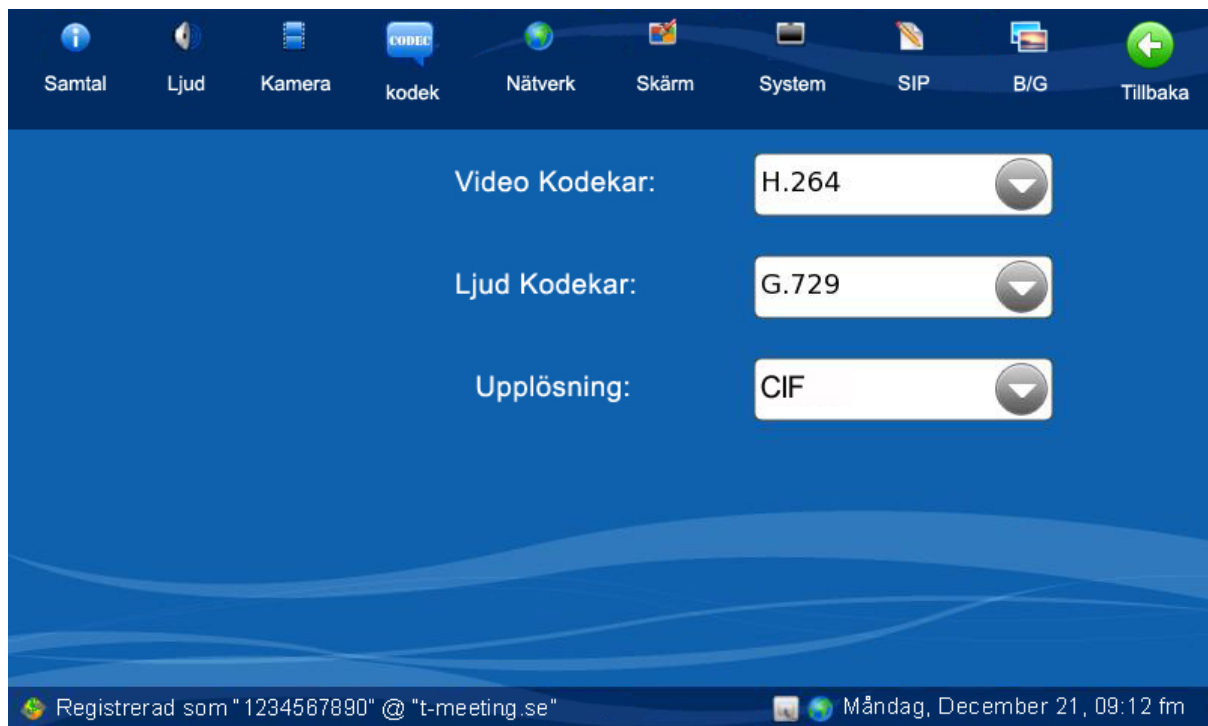 CODEC
Samtal Ljud Kamera kodek Nätverk Skärm System SIP B/G Tillbaka
Video Kodekar: H.264
Ljud Kodekar: G.729
Upplösning: CIF
Registrerad som "1234567890" @ "t-meeting.se" Måndag, December 21, 09:12 fm